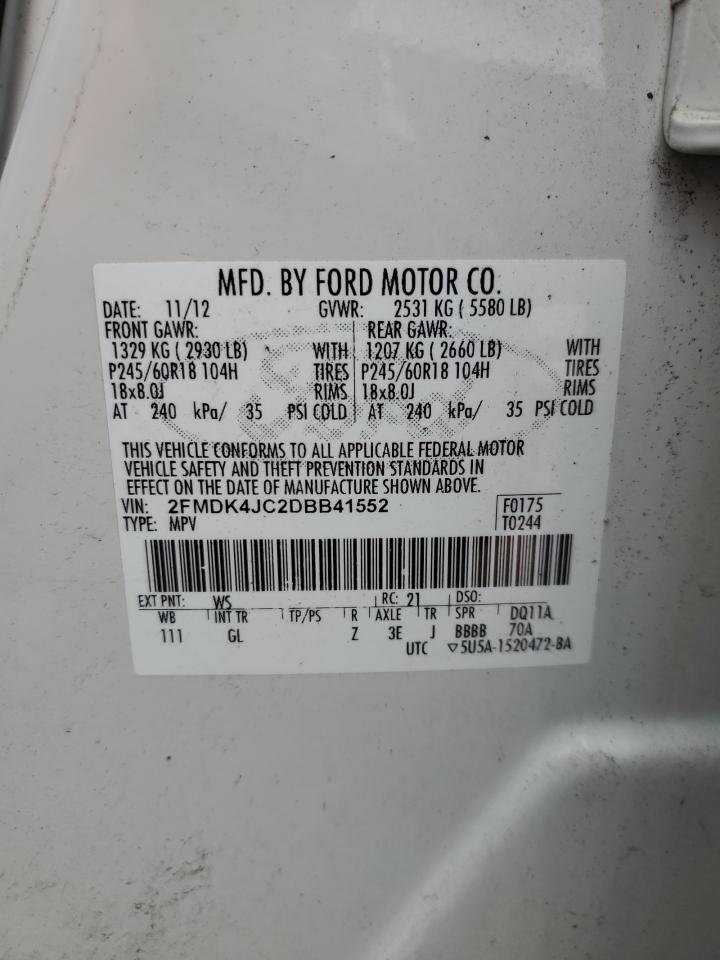 MFD. BY FORD MOTOR CO.
DATE: 11/12 GVWR: 2531 KG ( 5580 LB)
FRONT GAWR: REAR GAWR:
1329 KG ( 2930 LB) WITH 1207 KG ( 2660 LB) WITH
P245/60R18 104H TIRES P245/60R18 104H TIRES
18x8.0J RIMS 18x8.0J RIMS
AT 240 kPa/ 35 PSI COLD AT 240 kPa/ 35 PSI COLD
THIS VEHICLE CONFORMS TO ALL APPLICABLE FEDERAL MOTOR
VEHICLE SAFETY AND THEFT PREVENTION STANDARDS IN
EFFECT ON THE DATE OF MANUFACTURE SHOWN ABOVE.
VIN: 2FMDK4JC2DBB41552 F0175
TYPE: MPV T0244
EXT PNT: WS RC: 21 DSO:
WB INT TR TP/PS R AXLE TR SPR DQ11A
111 GL Z 3E J BBBB 70A
UTC ▽5U5A-1520472-BA